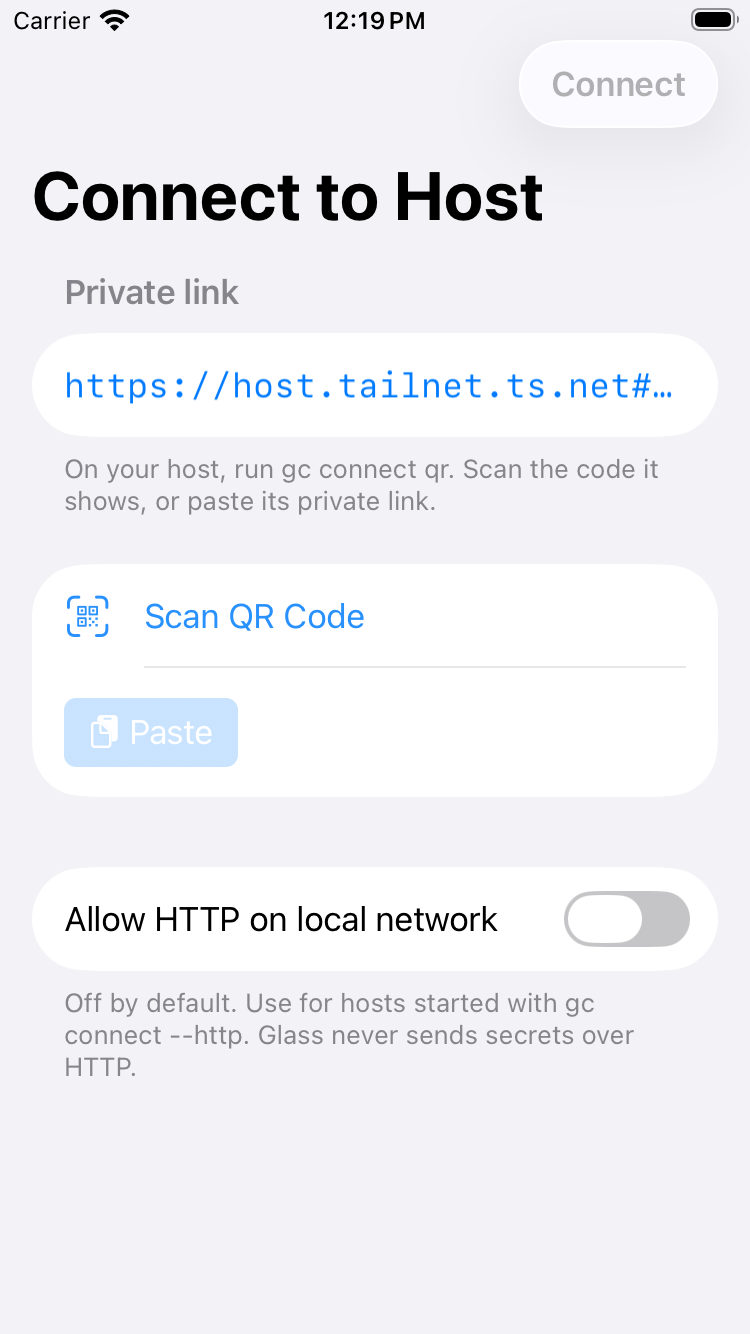 Carrier 12:19 PM
Connect
Connect to Host
Private link
https://host.tailnet.ts.net#…
On your host, run gc connect qr. Scan the code it
shows, or paste its private link.
Scan QR Code
Paste
Allow HTTP on local network
Off by default. Use for hosts started with gc
connect --http. Glass never sends secrets over
HTTP.